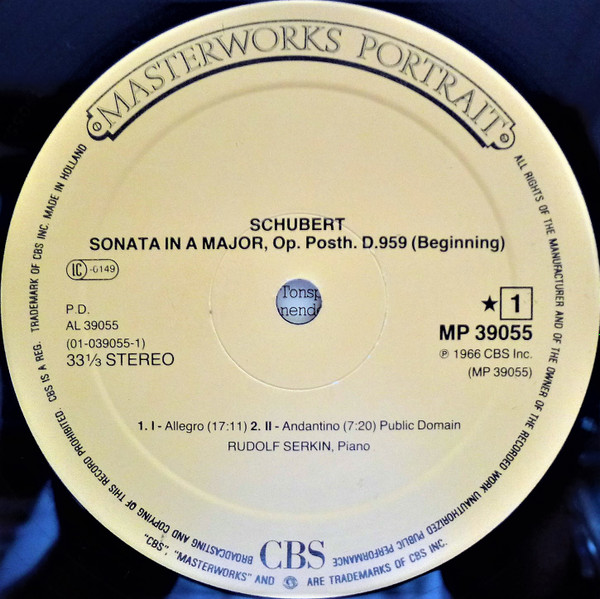 MASTERWORKS PORTRAIT
SCHUBERT
SONATA IN A MAJOR, Op. Posth. D.959 (Beginning)
IC -0149
P.D.
AL 39055
(01-039055-1)
33⅓ STEREO
Tonsp
nend
★ 1
MP 39055
℗ 1966 CBS Inc.
(MP 39055)
1. I - Allegro (17:11) 2. II - Andantino (7:20) Public Domain
RUDOLF SERKIN, Piano
ALL RIGHTS OF THE MANUFACTURER AND OF THE OWNER OF THE RECORDED WORK UNAUTHORIZED PUBLIC PERFORMANCE
BROADCASTING AND COPYING OF THIS RECORD PROHIBITED. CBS IS A REG. TRADEMARK OF CBS INC. MADE IN HOLLAND
CBS
"CBS", "MASTERWORKS" AND ARE TRADEMARKS OF CBS INC.